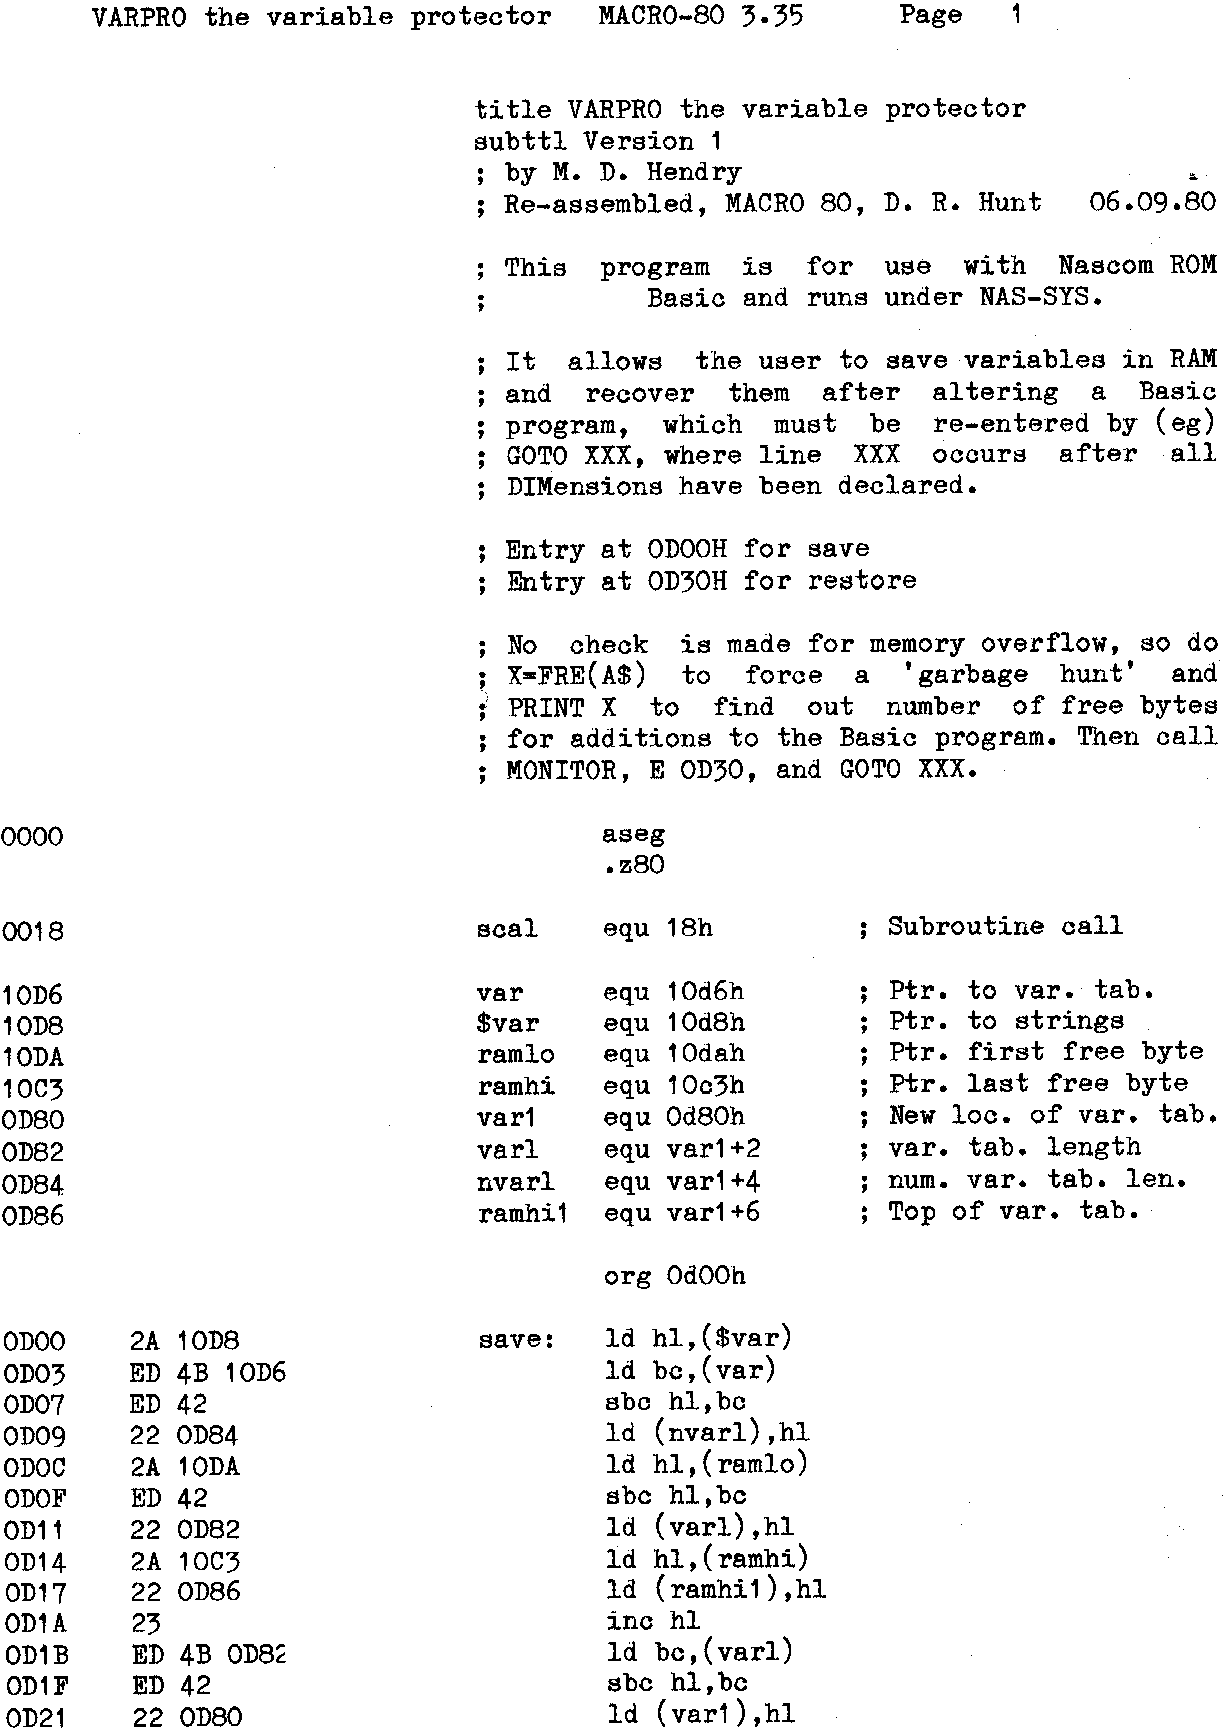 VARPRO the variable protector MACRO-80 3.35 Page 1
title VARPRO the variable protector
subttl Version 1
; by M. D. Hendry
; Re-assembled, MACRO 80, D. R. Hunt 06.09.80
; This program is for use with Nascom ROM
; Basic and runs under NAS-SYS.
; It allows the user to save variables in RAM
; and recover them after altering a Basic
; program, which must be re-entered by (eg)
; GOTO XXX, where line XXX occurs after all
; DIMensions have been declared.
; Entry at 0D00H for save
; Entry at 0D30H for restore
; No check is made for memory overflow, so do
; X=FRE(A$) to force a 'garbage hunt' and
; PRINT X to find out number of free bytes
; for additions to the Basic program. Then call
; MONITOR, E 0D30, and GOTO XXX.
0000 aseg
.z80
0018 scal equ 18h ; Subroutine call
10D6 var equ 10d6h ; Ptr. to var. tab.
10D8 $var equ 10d8h ; Ptr. to strings
10DA ramlo equ 10dah ; Ptr. first free byte
10C3 ramhi equ 10c3h ; Ptr. last free byte
0D80 var1 equ 0d80h ; New loc. of var. tab.
0D82 varl equ var1+2 ; var. tab. length
0D84 nvarl equ var1+4 ; num. var. tab. len.
0D86 ramhi1 equ var1+6 ; Top of var. tab.
org 0d00h
0D00 2A 10D8 save: ld hl,($var)
0D03 ED 4B 10D6 ld bc,(var)
0D07 ED 42 sbc hl,bc
0D09 22 0D84 ld (nvarl),hl
0D0C 2A 10DA ld hl,(ramlo)
0D0F ED 42 sbc hl,bc
0D11 22 0D82 ld (varl),hl
0D14 2A 10C3 ld hl,(ramhi)
0D17 22 0D86 ld (ramhi1),hl
0D1A 23 inc hl
0D1B ED 4B 0D82 ld bc,(varl)
0D1F ED 42 sbc hl,bc
0D21 22 0D80 ld (var1),hl